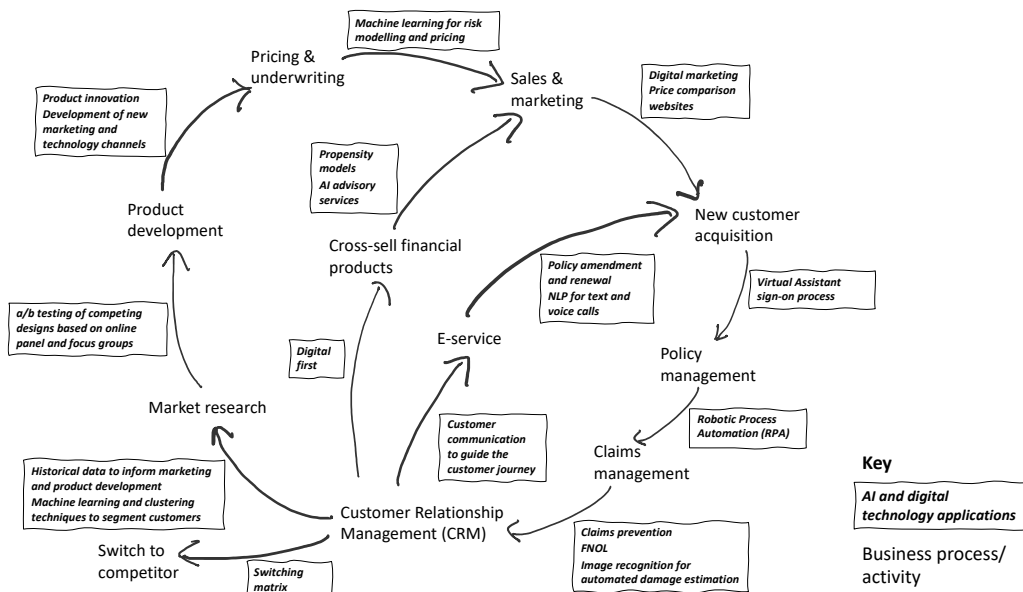 Machine learning for risk
modelling and pricing
Pricing &
underwriting
Sales &
marketing
Digital marketing
Price comparison
websites
Product innovation
Development of new
marketing and
technology channels
Propensity
models
AI advisory
services
Product
development
New customer
acquisition
Cross-sell financial
products
Policy amendment
and renewal
NLP for text and
voice calls
Virtual Assistant
sign-on process
a/b testing of competing
designs based on online
panel and focus groups
E-service
Digital
first
Policy
management
Market research
Customer
communication
to guide the
customer journey
Robotic Process
Automation (RPA)
Claims
management
Historical data to inform marketing
and product development
Machine learning and clustering
techniques to segment customers
Customer Relationship
Management (CRM)
Switch to
competitor
Switching
matrix
Claims prevention
FNOL
Image recognition for
automated damage estimation
Key
AI and digital
technology applications
Business process/
activity